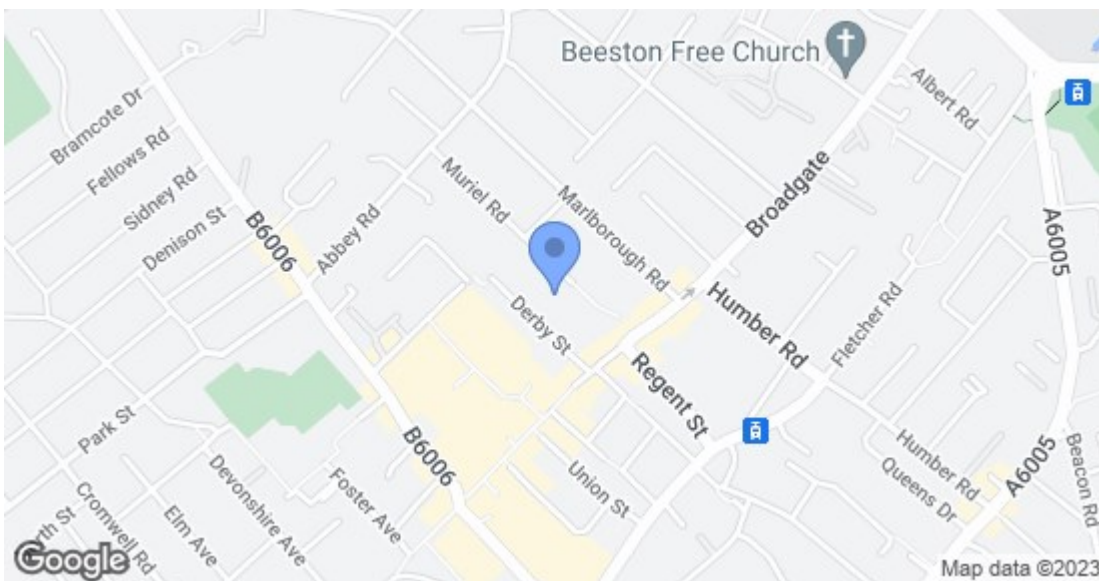 Beeston Free Church
Albert Rd
Bramcote Dr
Fellows Rd
Sidney Rd
Denison St
B6006
Abbey Rd
Muriel Rd
Marlborough Rd
Broadgate
A6005
Derby St
Humber Rd
Fletcher Rd
Regent St
Park St
B6006
Union St
Humber Rd
Queens Dr
A6005
Beacon Rd
Foster Ave
Devonshire Ave
Elm Ave
Cromwell Rd
Google
Map data ©2023